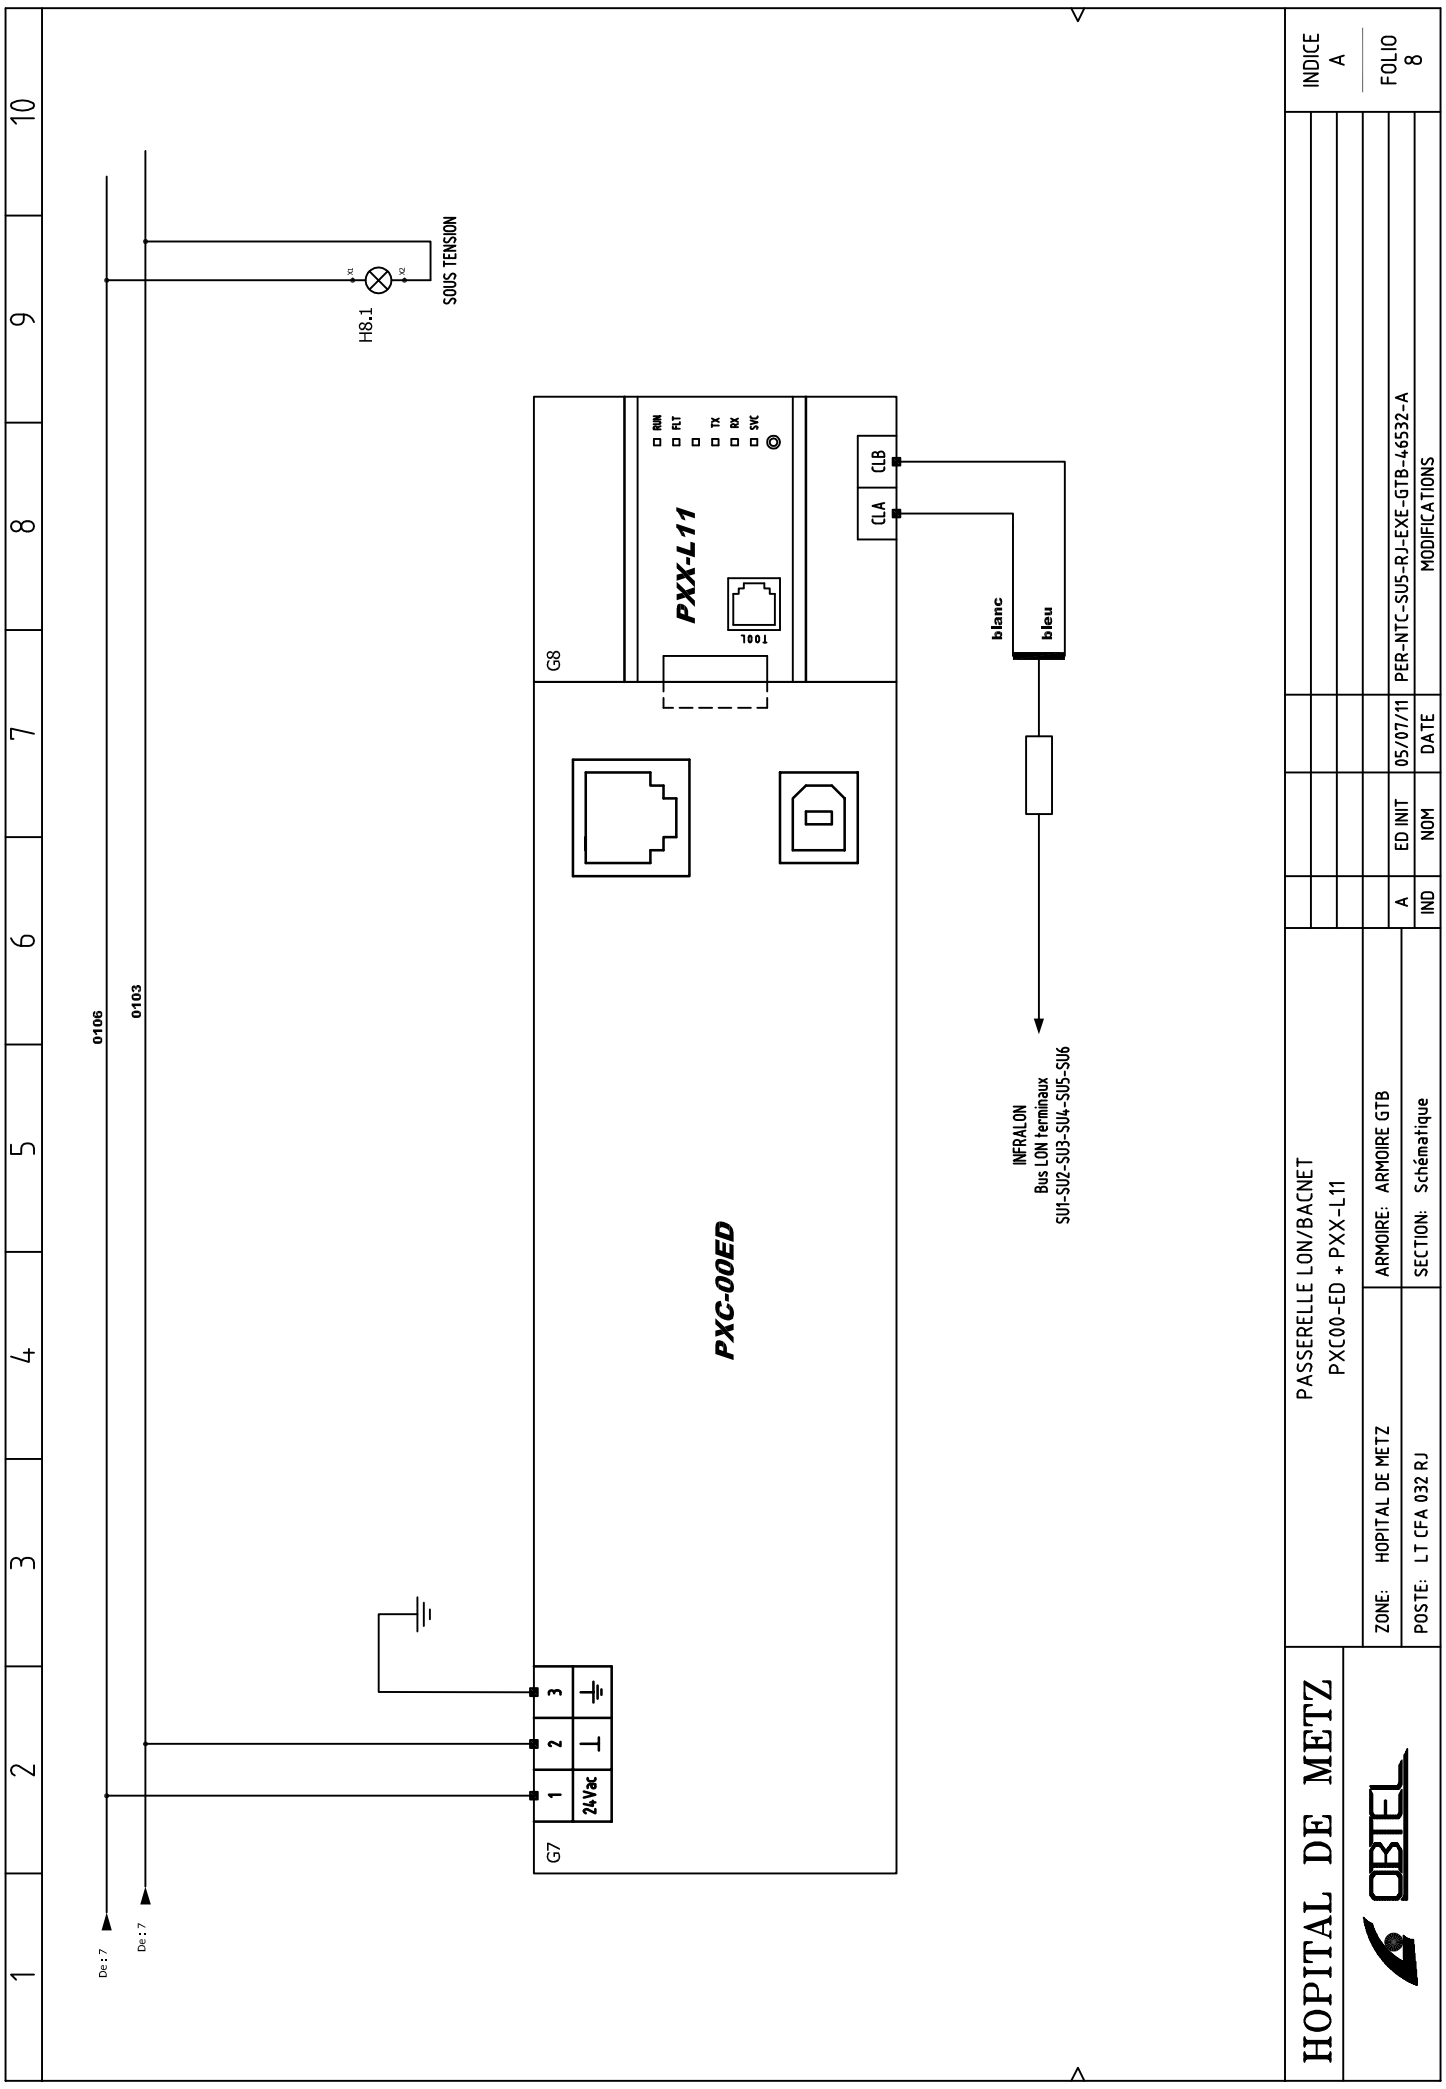 1 2 3 4 5 6 7 8 9 10
De : 7
De : 7
0106
0103
H8.1
X1
X2
SOUS TENSION
G7
1 2 3
24Vac
PXC-00ED
G8
PXX-L11
TOOL
RUN
FLT
TX
RX
SVC
CLA CLB
blanc
bleu
INFRALON
Bus LON terminaux
SU1-SU2-SU3-SU4-SU5-SU6
HOPITAL DE METZ
OBTEL
PASSERELLE LON/BACNET
PXC00-ED + PXX-L11
ZONE: HOPITAL DE METZ
ARMOIRE: ARMOIRE GTB
POSTE: LT CFA 032 RJ
SECTION: Schématique
A ED INIT 05/07/11 PER-NTC-SU5-RJ-EXE-GTB-46532-A
IND NOM DATE MODIFICATIONS
INDICE
A
FOLIO
8